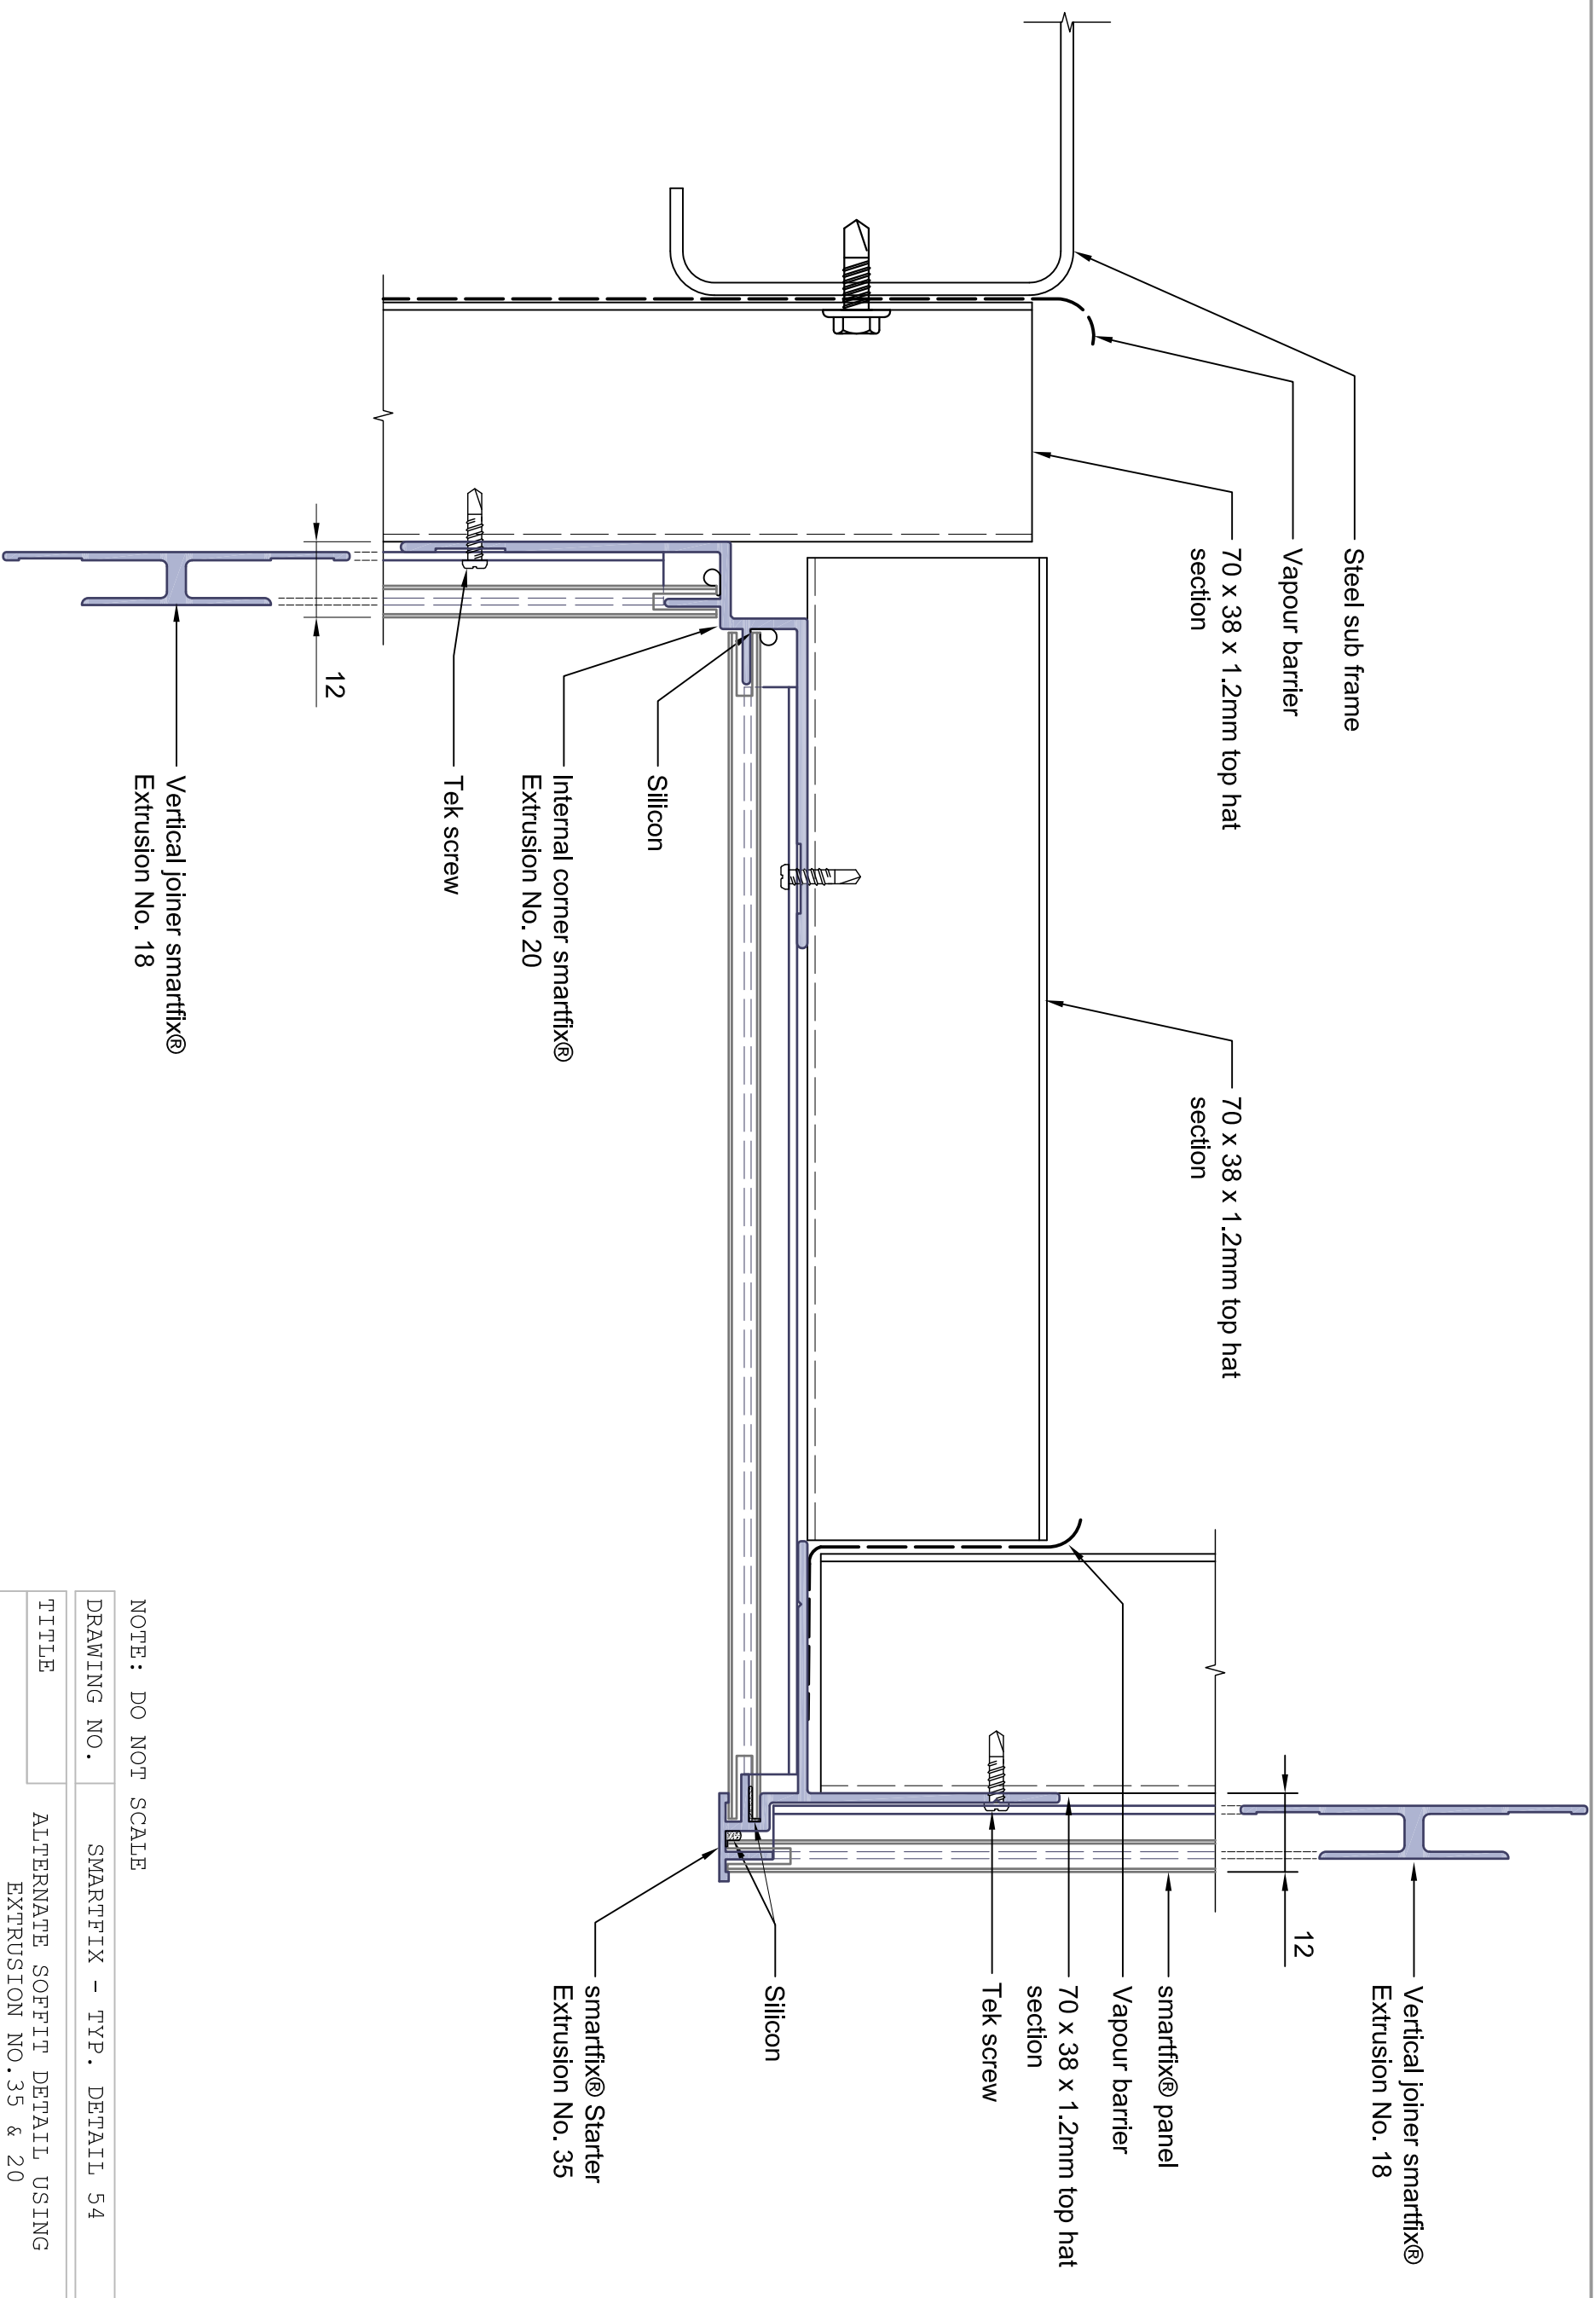 Steel sub frame
Vapour barrier
70 x 38 x 1.2mm top hat
section
70 x 38 x 1.2mm top hat
section
Silicon
Internal corner smartfix®
Extrusion No. 20
Tek screw
12
Vertical joiner smartfix®
Extrusion No. 18
12
Vertical joiner smartfix®
Extrusion No. 18
smartfix® panel
Vapour barrier
70 x 38 x 1.2mm top hat
section
Tek screw
Silicon
smartfix® Starter
Extrusion No. 35
NOTE: DO NOT SCALE
DRAWING NO. SMARTFIX - TYP. DETAIL 54
TITLE ALTERNATE SOFFIT DETAIL USING
EXTRUSION NO.35 & 20